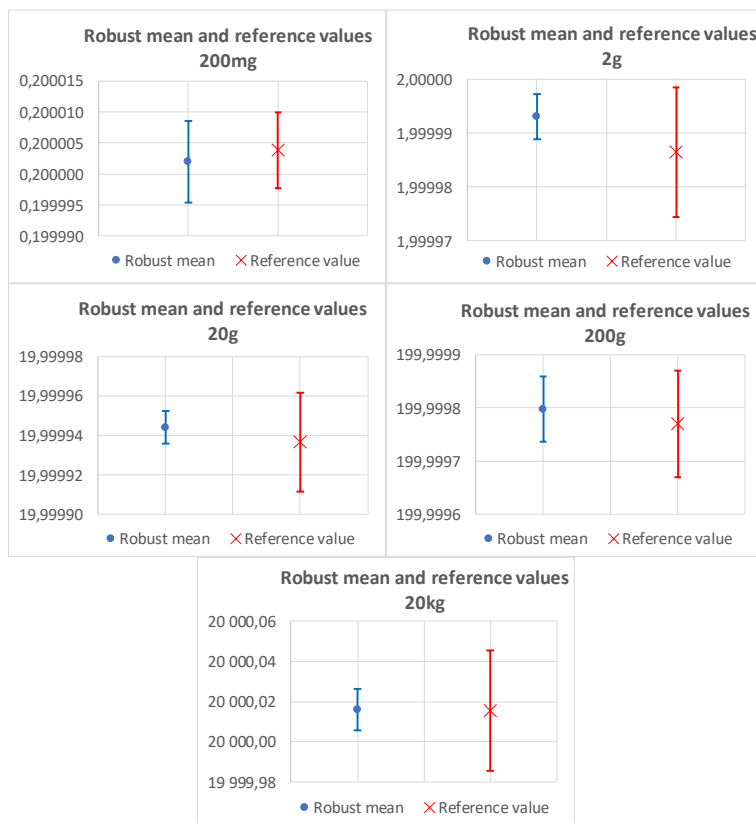 Robust mean and reference values
200mg
0,200015
0,200010
0,200005
0,200000
0,199995
0,199990
Robust mean
Reference value
Robust mean and reference values
2g
2,00000
1,99999
1,99998
1,99997
Robust mean
Reference value
Robust mean and reference values
20g
19,99998
19,99996
19,99994
19,99992
19,99990
Robust mean
Reference value
Robust mean and reference values
200g
199,9999
199,9998
199,9997
199,9996
Robust mean
Reference value
Robust mean and reference values
20kg
20 000,06
20 000,04
20 000,02
20 000,00
19 999,98
Robust mean
Reference value